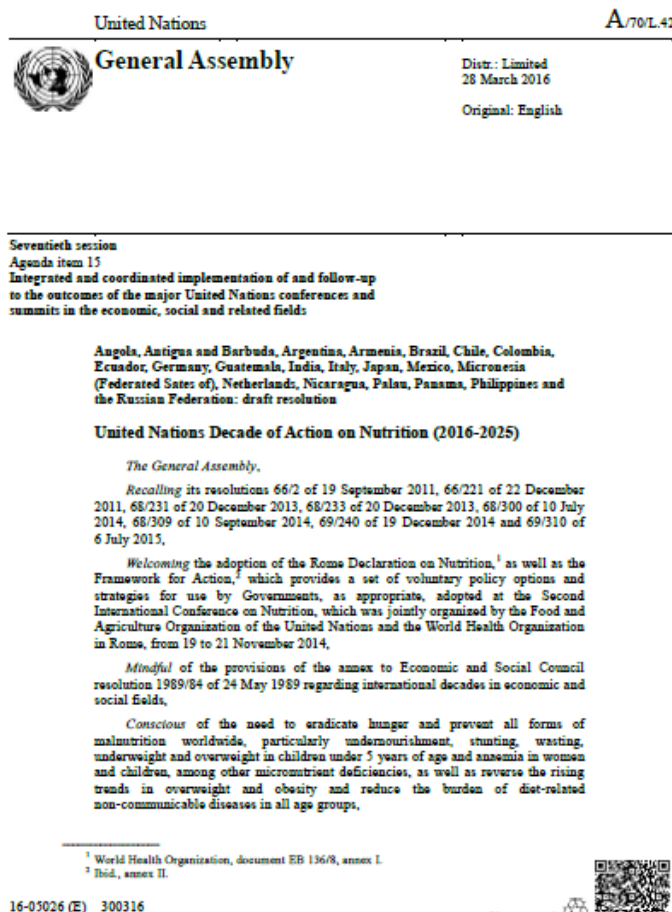 United Nations
A/70/L.42
General Assembly
Distr.: Limited
28 March 2016
Original: English
Seventieth session
Agenda item 15
Integrated and coordinated implementation of and follow-up
to the outcomes of the major United Nations conferences and
summits in the economic, social and related fields
Angola, Antigua and Barbuda, Argentina, Armenia, Brazil, Chile, Colombia,
Ecuador, Germany, Guatemala, India, Italy, Japan, Mexico, Micronesia
(Federated Sates of), Netherlands, Nicaragua, Palau, Panama, Philippines and
the Russian Federation: draft resolution
United Nations Decade of Action on Nutrition (2016-2025)
The General Assembly,
Recalling its resolutions 66/2 of 19 September 2011, 66/221 of 22 December
2011, 68/231 of 20 December 2013, 68/233 of 20 December 2013, 68/300 of 10 July
2014, 68/309 of 10 September 2014, 69/240 of 19 December 2014 and 69/310 of
6 July 2015,
Welcoming the adoption of the Rome Declaration on Nutrition,¹ as well as the
Framework for Action,² which provides a set of voluntary policy options and
strategies for use by Governments, as appropriate, adopted at the Second
International Conference on Nutrition, which was jointly organized by the Food and
Agriculture Organization of the United Nations and the World Health Organization
in Rome, from 19 to 21 November 2014,
Mindful of the provisions of the annex to Economic and Social Council
resolution 1989/84 of 24 May 1989 regarding international decades in economic and
social fields,
Conscious of the need to eradicate hunger and prevent all forms of
malnutrition worldwide, particularly undernourishment, stunting, wasting,
underweight and overweight in children under 5 years of age and anaemia in women
and children, among other micronutrient deficiencies, as well as reverse the rising
trends in overweight and obesity and reduce the burden of diet-related
non-communicable diseases in all age groups,
¹ World Health Organization, document EB 136/8, annex I.
² Ibid., annex II.
16-05026 (E) 300316